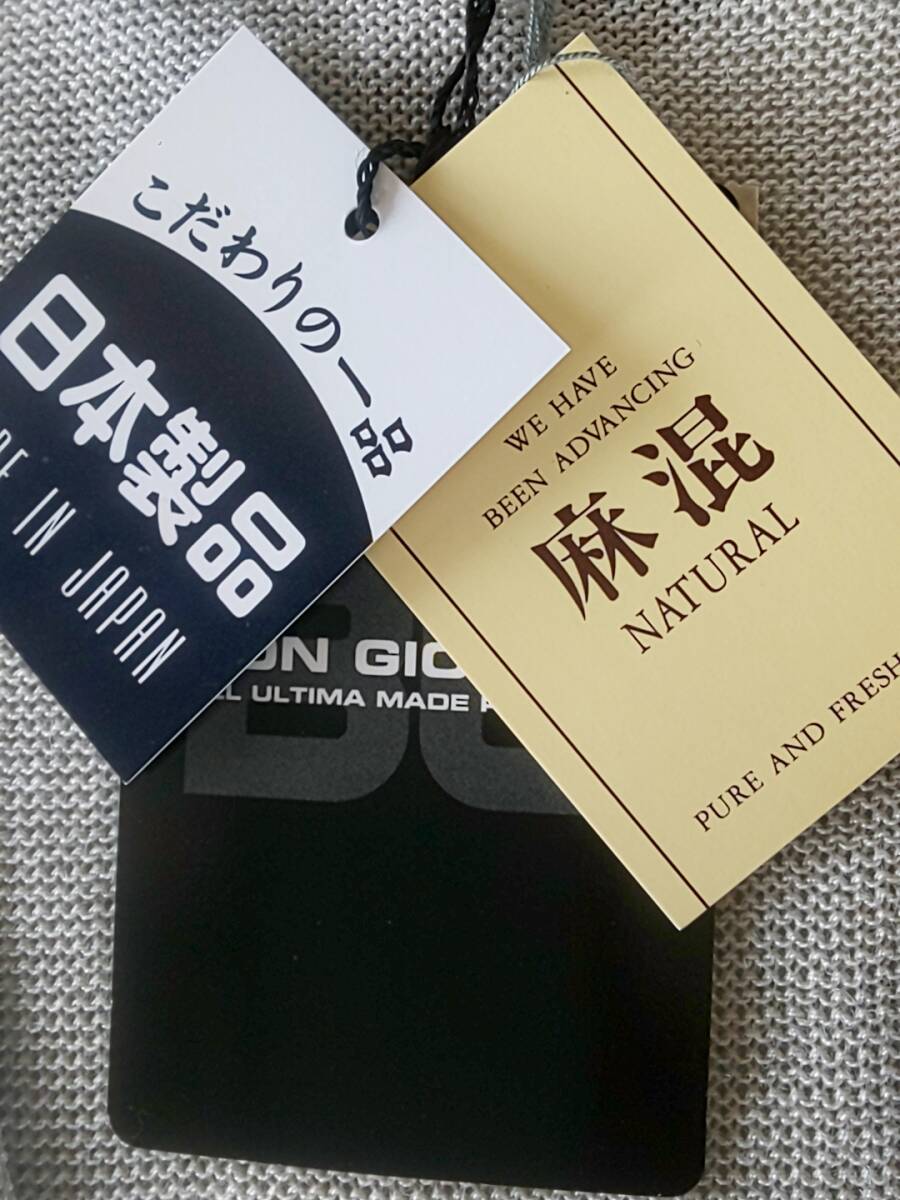 こだわりの一品
日本製品
IN JAPAN
WE HAVE
BEEN ADVANCING
麻混
NATURAL
PURE AND FRESH
ULTIMA MADE